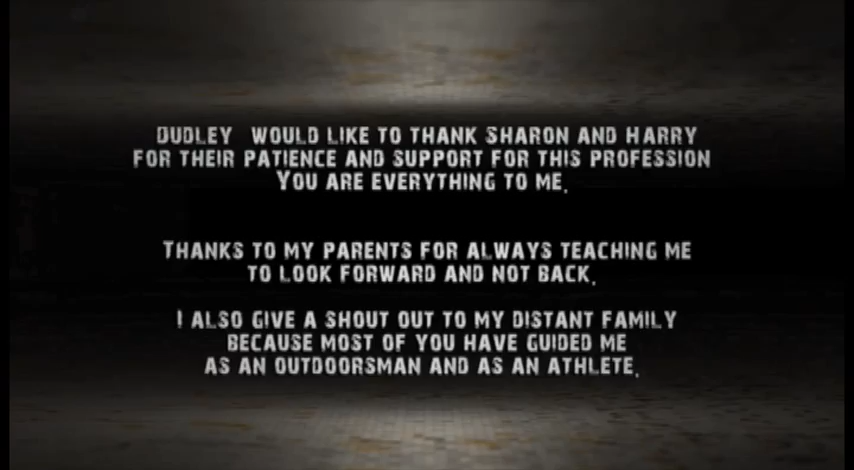 DUDLEY WOULD LIKE TO THANK SHARON AND HARRY
FOR THEIR PATIENCE AND SUPPORT FOR THIS PROFESSION
YOU ARE EVERYTHING TO ME.
THANKS TO MY PARENTS FOR ALWAYS TEACHING ME
TO LOOK FORWARD AND NOT BACK.
I ALSO GIVE A SHOUT OUT TO MY DISTANT FAMILY
BECAUSE MOST OF YOU HAVE GUIDED ME
AS AN OUTDOORSMAN AND AS AN ATHLETE.